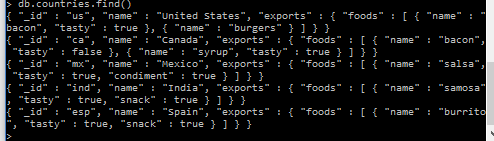 > db.countries.find()
{ "_id" : "us", "name" : "United States", "exports" : { "foods" : [ { "name" : "
bacon", "tasty" : true }, { "name" : "burgers" } ] } }
{ "_id" : "ca", "name" : "Canada", "exports" : { "foods" : [ { "name" : "bacon",
 "tasty" : false }, { "name" : "syrup", "tasty" : true } ] } }
{ "_id" : "mx", "name" : "Mexico", "exports" : { "foods" : [ { "name" : "salsa",
 "tasty" : true, "condiment" : true } ] } }
{ "_id" : "ind", "name" : "India", "exports" : { "foods" : [ { "name" : "samosa"
, "tasty" : true, "snack" : true } ] } }
{ "_id" : "esp", "name" : "Spain", "exports" : { "foods" : [ { "name" : "burrito
", "tasty" : true, "snack" : true } ] } }
>